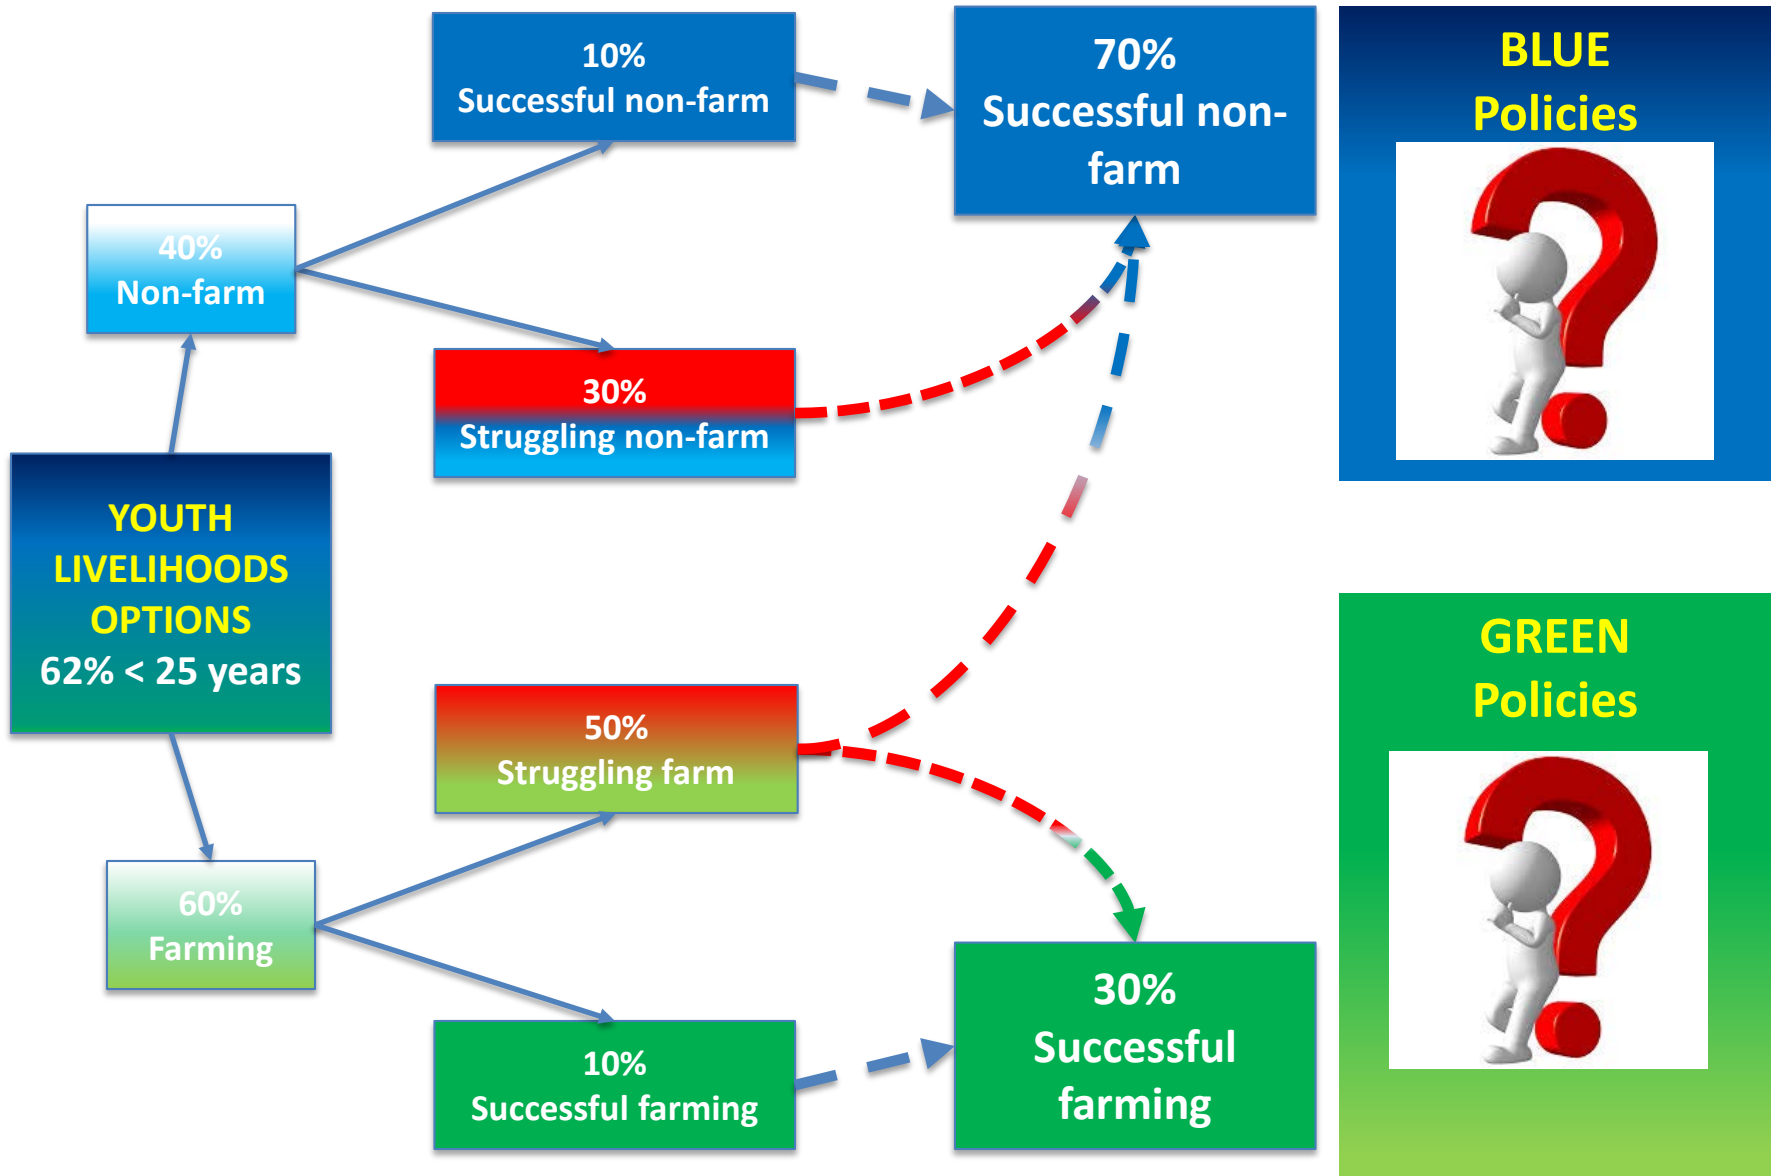 10%
Successful non-farm
70%
Successful non-
farm
BLUE
Policies
40%
Non-farm
30%
Struggling non-farm
YOUTH
LIVELIHOODS
OPTIONS
62% < 25 years
50%
Struggling farm
GREEN
Policies
60%
Farming
10%
Successful farming
30%
Successful
farming